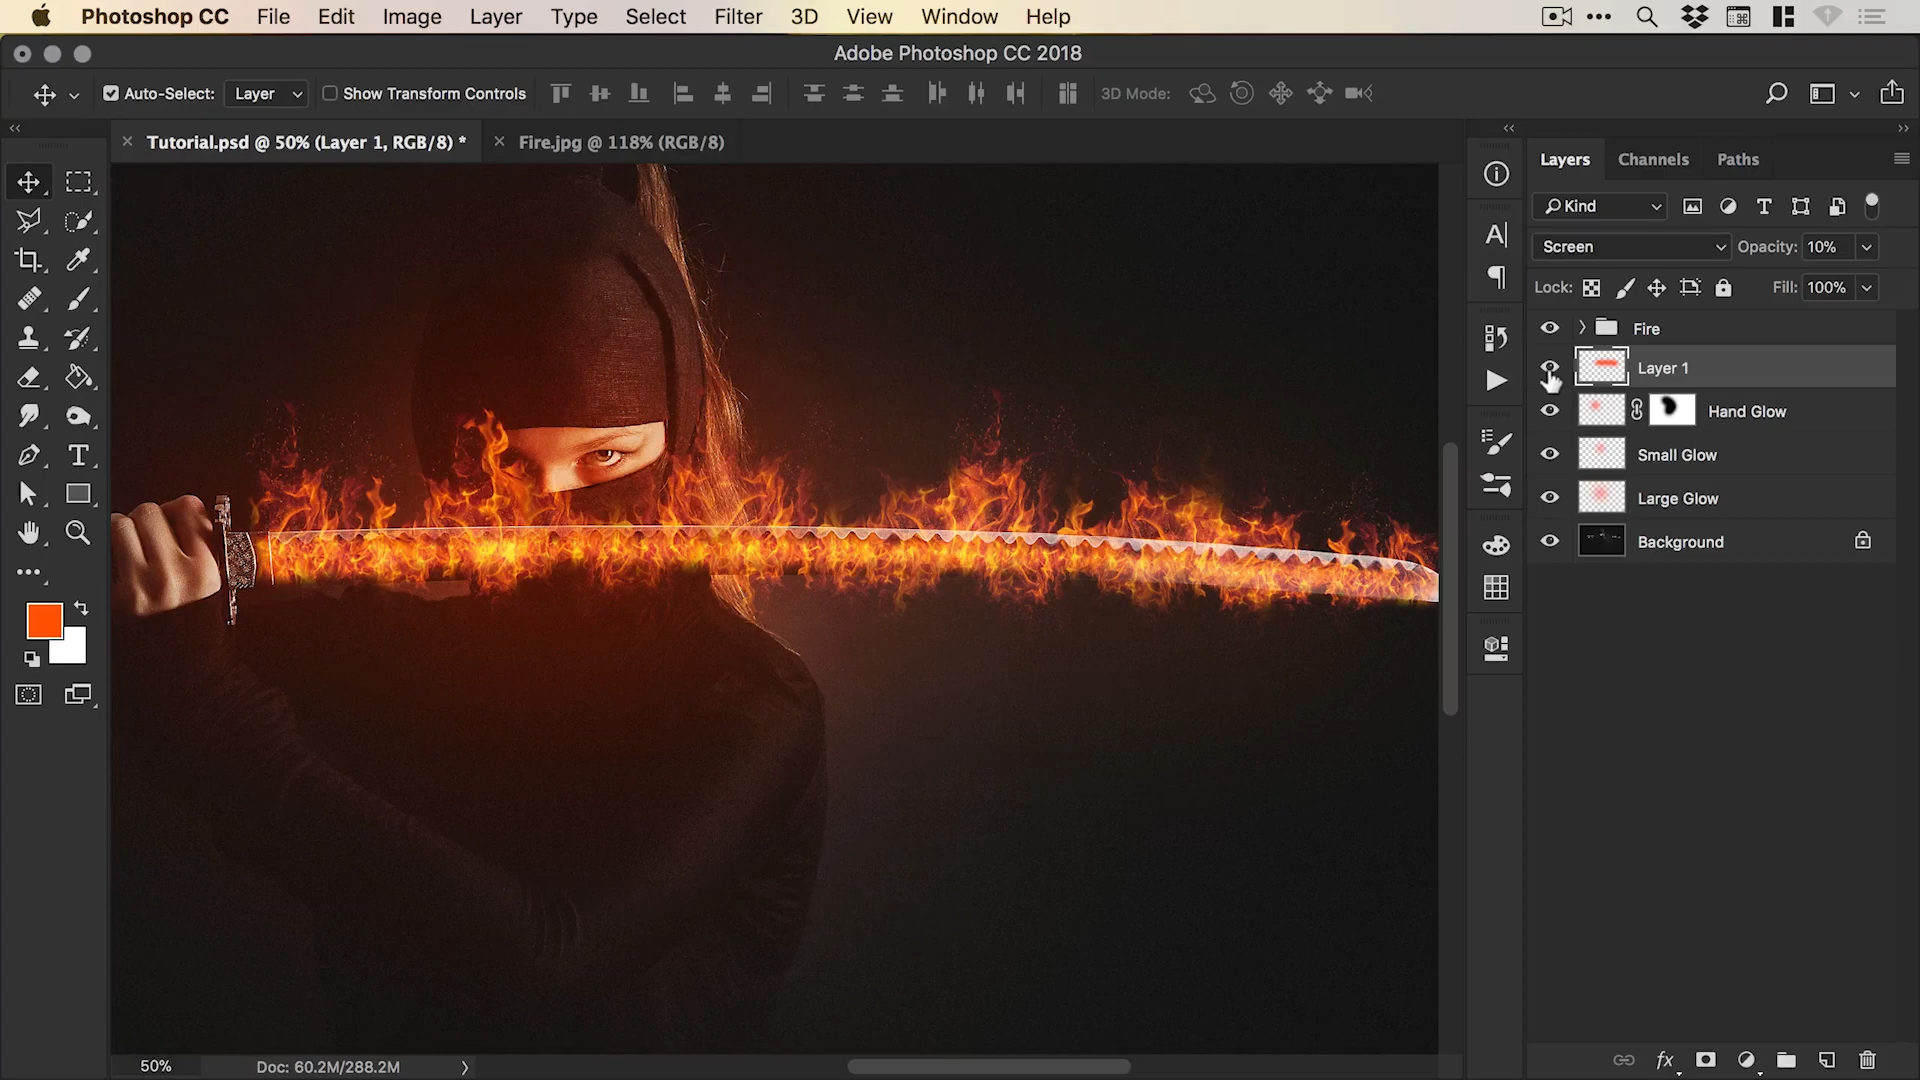 Photoshop CC File Edit Image Layer Type Select Filter 3D View Window Help
Adobe Photoshop CC 2018
Auto-Select: Layer Show Transform Controls 3D Mode:
Tutorial.psd @ 50% (Layer 1, RGB/8) * Fire.jpg @ 118% (RGB/8)
Layers Channels Paths
Kind
Screen Opacity: 10%
Lock: Fill: 100%
Fire
Layer 1
Hand Glow
Small Glow
Large Glow
Background
50% Doc: 60.2M/288.2M
fx